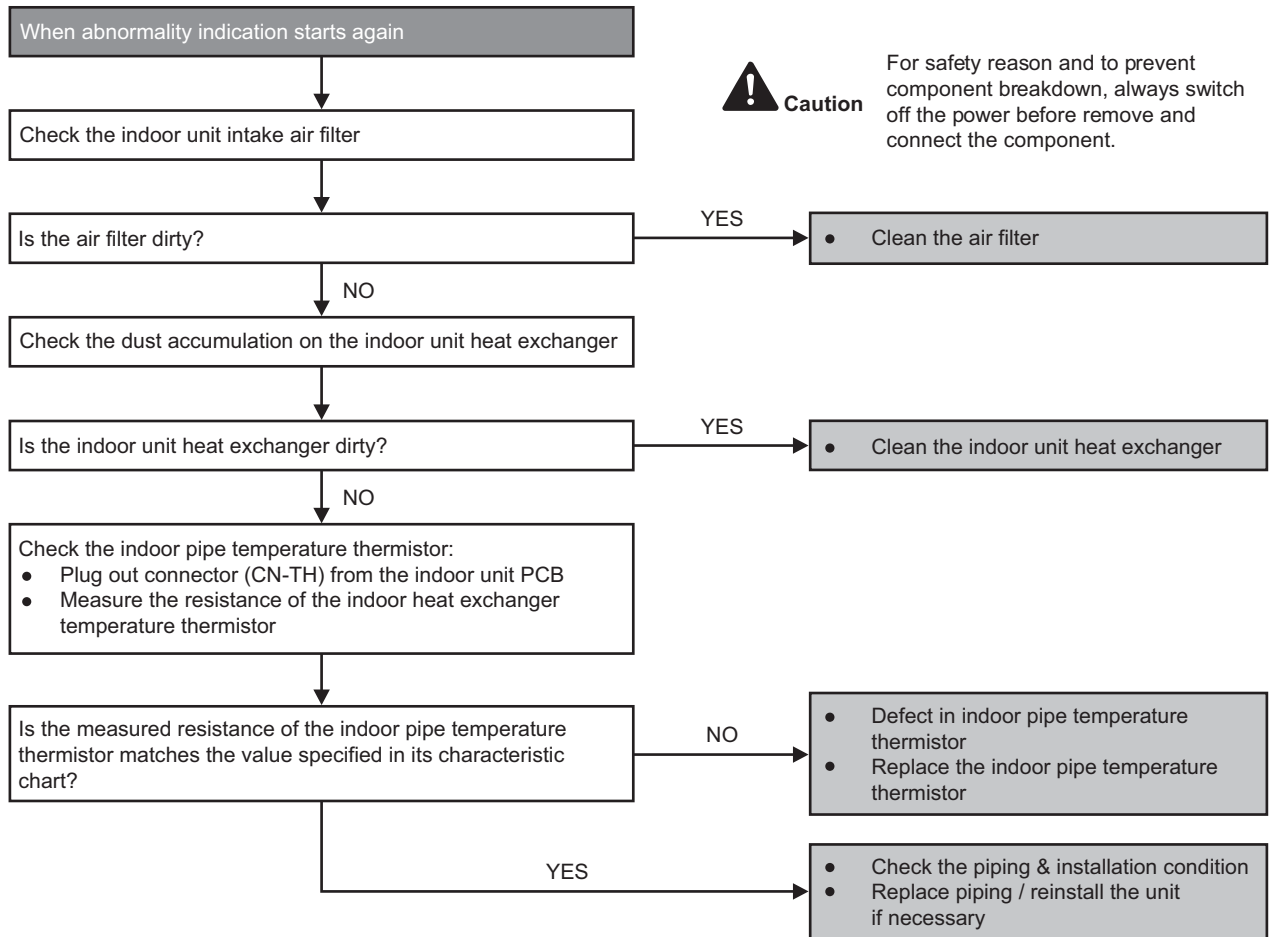 When abnormality indication starts again
Caution
For safety reason and to prevent
component breakdown, always switch
off the power before remove and
connect the component.
Check the indoor unit intake air filter
Is the air filter dirty?
YES
● Clean the air filter
NO
Check the dust accumulation on the indoor unit heat exchanger
Is the indoor unit heat exchanger dirty?
YES
● Clean the indoor unit heat exchanger
NO
Check the indoor pipe temperature thermistor:
● Plug out connector (CN-TH) from the indoor unit PCB
● Measure the resistance of the indoor heat exchanger
temperature thermistor
Is the measured resistance of the indoor pipe temperature
thermistor matches the value specified in its characteristic
chart?
NO
● Defect in indoor pipe temperature
thermistor
● Replace the indoor pipe temperature
thermistor
YES
● Check the piping & installation condition
● Replace piping / reinstall the unit
if necessary